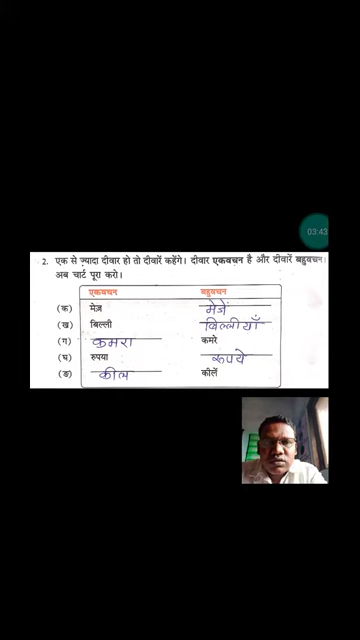 03:43
2. एक से ज़्यादा दीवार हो तो दीवारें कहेंगे। दीवार एकवचन है और दीवारें बहुवचन।
अब चार्ट पूरा करो।
एकवचन बहुवचन
(क) मेज़ मेजें
(ख) बिल्ली बिल्लीयाँ
(ग) कमरा कमरे
(घ) रुपया रुपये
(ङ) कील कीलें